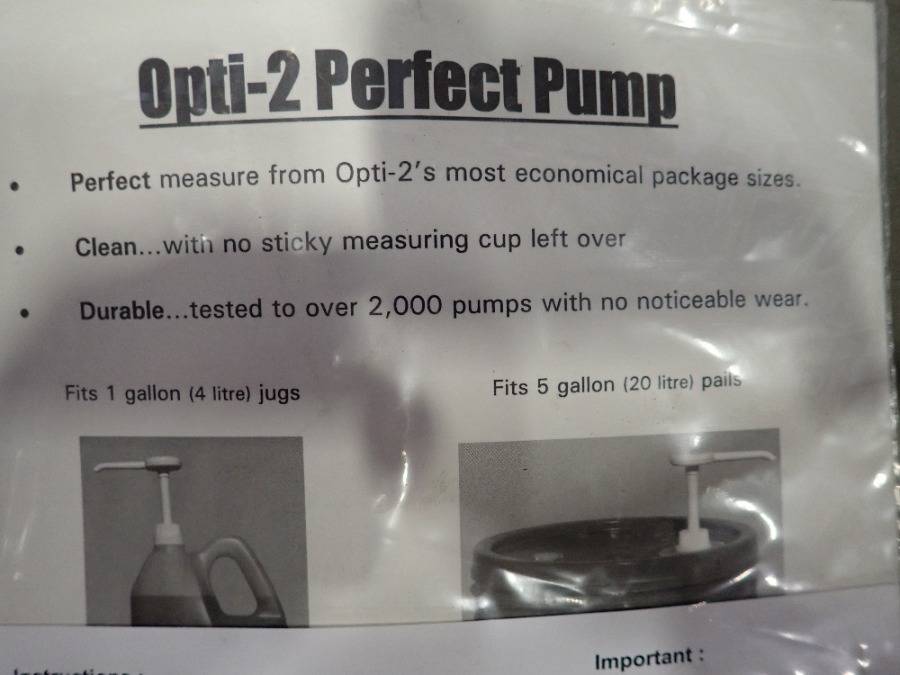 Opti-2 Perfect Pump
• Perfect measure from Opti-2's most economical package sizes.
• Clean...with no sticky measuring cup left over
• Durable...tested to over 2,000 pumps with no noticeable wear.
Fits 1 gallon (4 litre) jugs
Fits 5 gallon (20 litre) pails
Instructions :
Important :